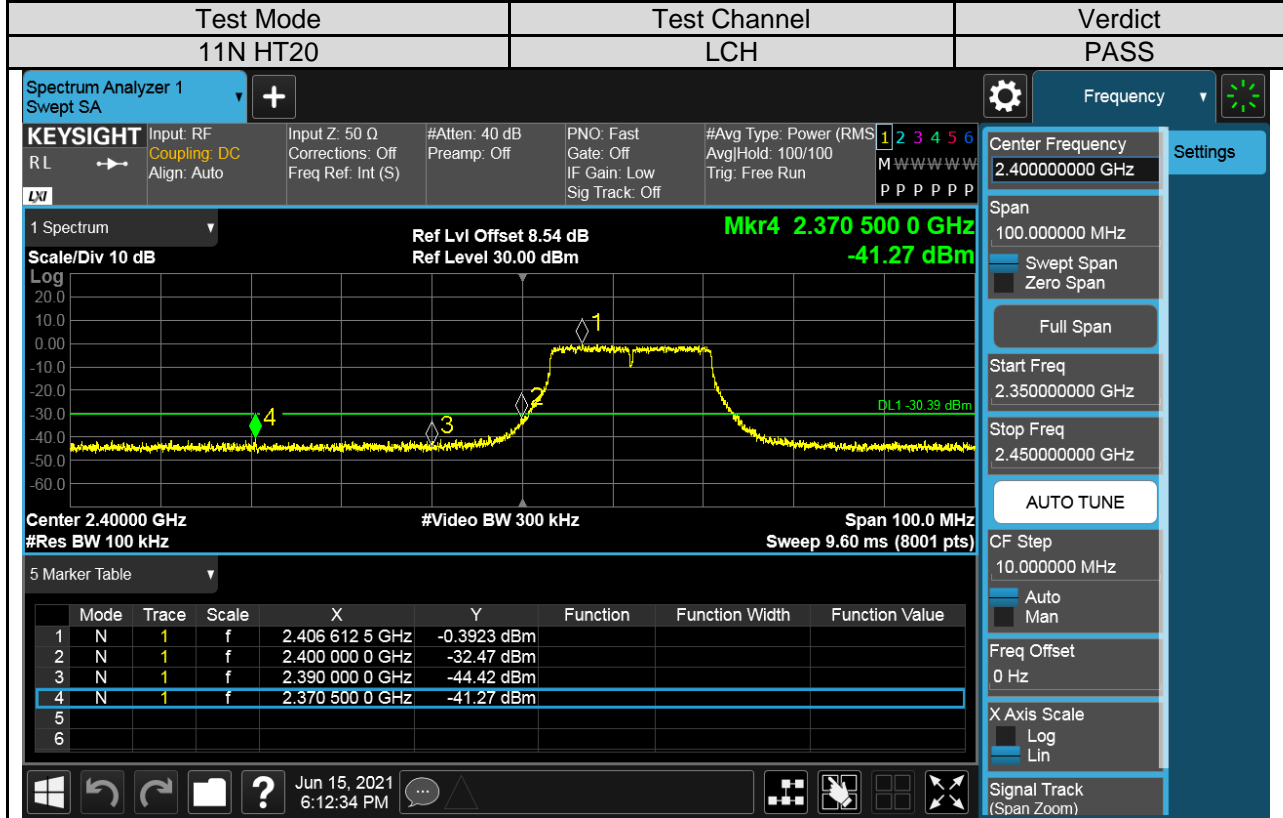 Test Mode Test Channel Verdict
11N HT20 LCH PASS
Spectrum Analyzer 1
Swept SA
+
Frequency
KEYSIGHT
RL
LXI
Input: RF
Coupling: DC
Align: Auto
Input Z: 50 Ω
Corrections: Off
Freq Ref: Int (S)
#Atten: 40 dB
Preamp: Off
PNO: Fast
Gate: Off
IF Gain: Low
Sig Track: Off
#Avg Type: Power (RMS
Avg|Hold: 100/100
Trig: Free Run
1 2 3 4 5 6
M W W W W W
P P P P P P
1 Spectrum
Scale/Div 10 dB
Ref Lvl Offset 8.54 dB
Ref Level 30.00 dBm
Mkr4 2.370 500 0 GHz
-41.27 dBm
Log
20.0
10.0
0.00
-10.0
-20.0
-30.0
-40.0
-50.0
-60.0
1
2
3
4
DL1 -30.39 dBm
Center 2.40000 GHz #Video BW 300 kHz Span 100.0 MHz
#Res BW 100 kHz Sweep 9.60 ms (8001 pts)
5 Marker Table
Mode Trace Scale X Y Function Function Width Function Value
1 N 1 f 2.406 612 5 GHz -0.3923 dBm
2 N 1 f 2.400 000 0 GHz -32.47 dBm
3 N 1 f 2.390 000 0 GHz -44.42 dBm
4 N 1 f 2.370 500 0 GHz -41.27 dBm
5
6
?
Jun 15, 2021
6:12:34 PM
Settings
Center Frequency
2.400000000 GHz
Span
100.000000 MHz
Swept Span
Zero Span
Full Span
Start Freq
2.350000000 GHz
Stop Freq
2.450000000 GHz
AUTO TUNE
CF Step
10.000000 MHz
Auto
Man
Freq Offset
0 Hz
X Axis Scale
Log
Lin
Signal Track
(Span Zoom)